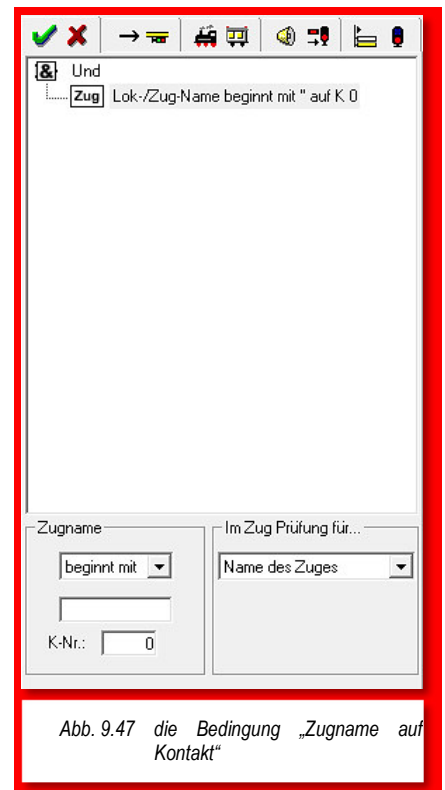 & Und
Zug Lok-/Zug-Name beginnt mit '' auf K 0
Zugname
beginnt mit
K-Nr.: 0
Im Zug Prüfung für...
Name des Zuges
Abb. 9.47 die Bedingung „Zugname auf
Kontakt“